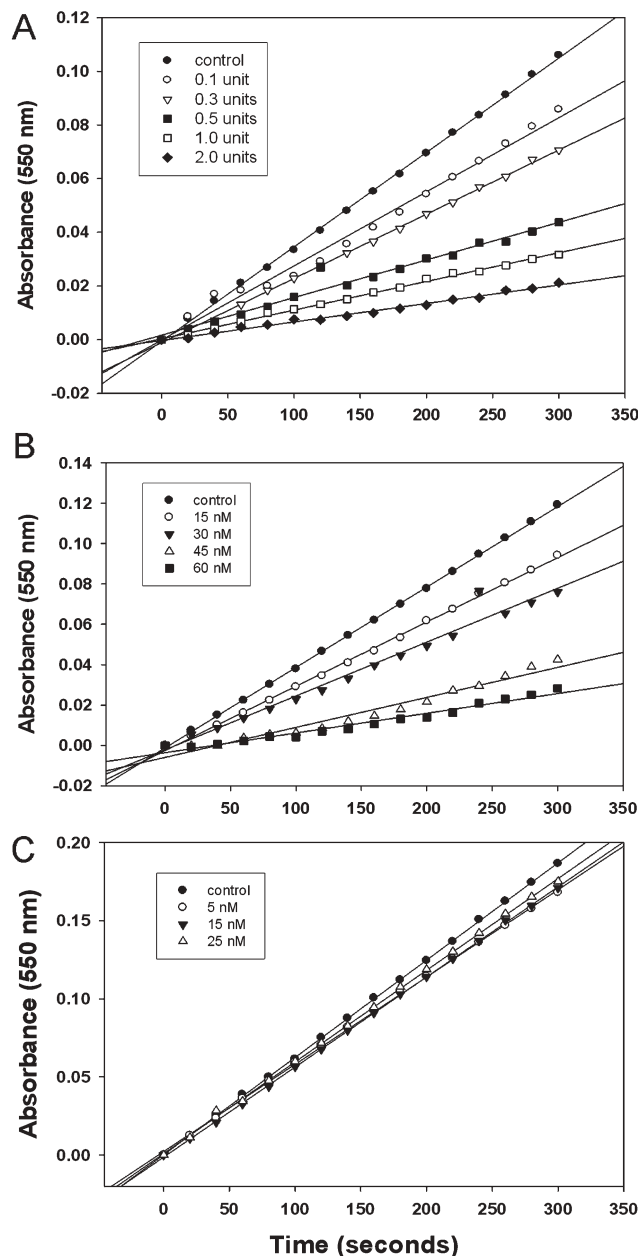 A
Absorbance (550 nm)
0.12
0.10
0.08
0.06
0.04
0.02
0.00
-0.02
control
0.1 unit
0.3 units
0.5 units
1.0 unit
2.0 units
0 50 100 150 200 250 300 350
B
Absorbance (550 nm)
0.14
0.12
0.10
0.08
0.06
0.04
0.02
0.00
-0.02
control
15 nM
30 nM
45 nM
60 nM
0 50 100 150 200 250 300 350
C
Absorbance (550 nm)
0.20
0.15
0.10
0.05
0.00
control
5 nM
15 nM
25 nM
0 50 100 150 200 250 300 350
Time (seconds)